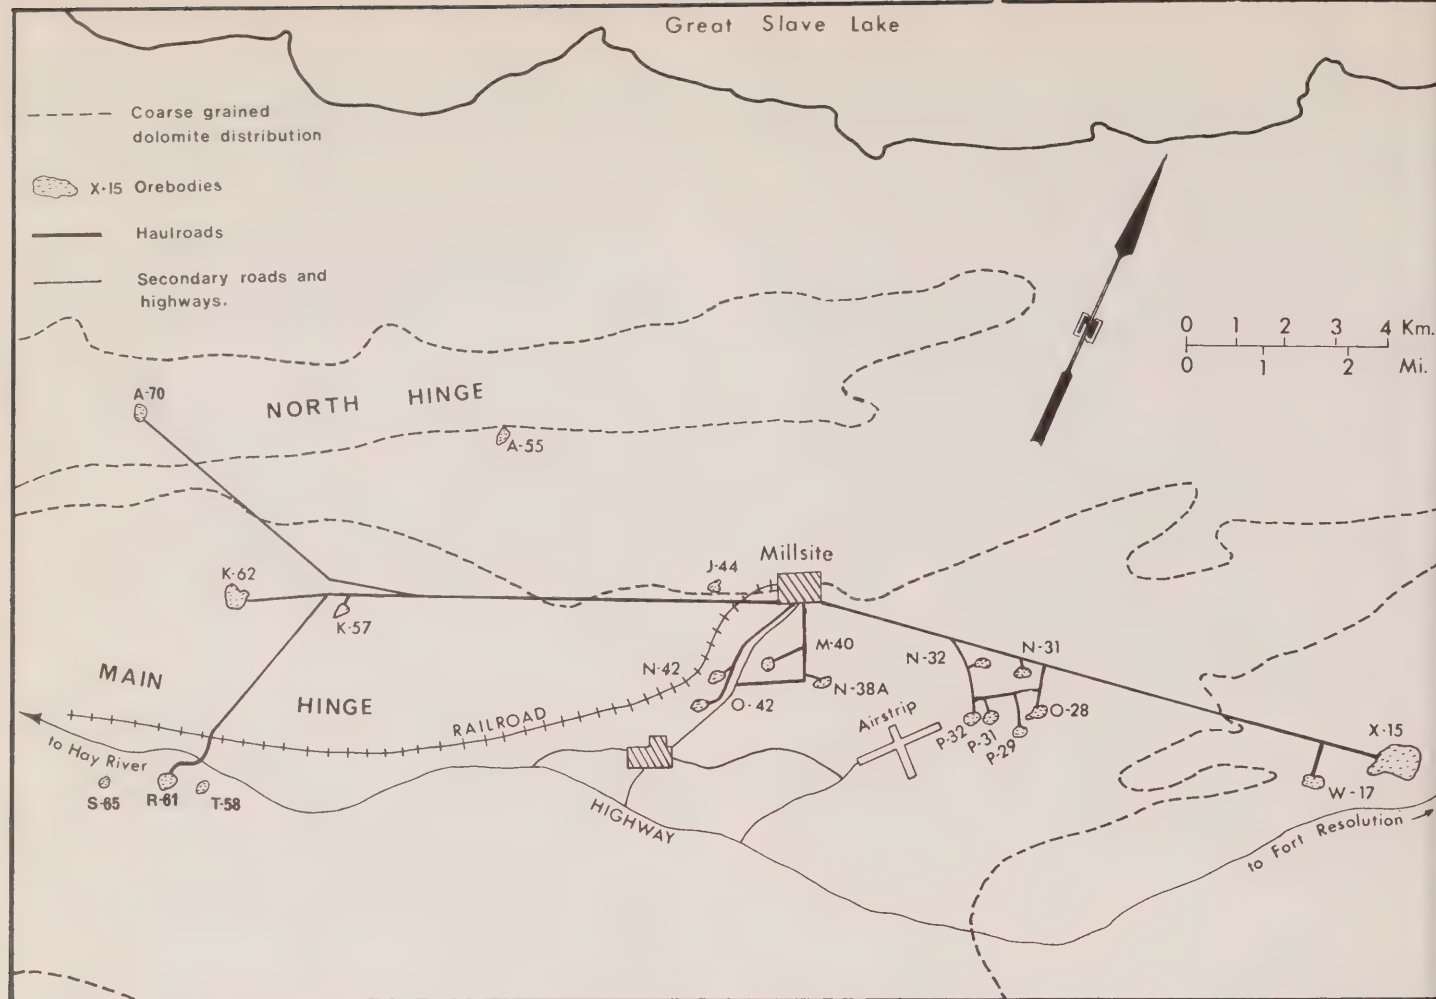 Great Slave Lake
Coarse grained
dolomite distribution
X-15 Orebodies
Haulroads
Secondary roads and
highways.
0 1 2 3 4 Km.
0 1 2 Mi.
A-70
NORTH HINGE
A-55
Millsite
J-44
K-62
K-57
M-40
N-32
N-31
N-42
N-38A
MAIN
HINGE
O-42
O-28
RAILROAD
Airstrip
P-32
P-31
P-29
X-15
to Hay River
S-65
R-61
T-58
W-17
HIGHWAY
to Fort Resolution